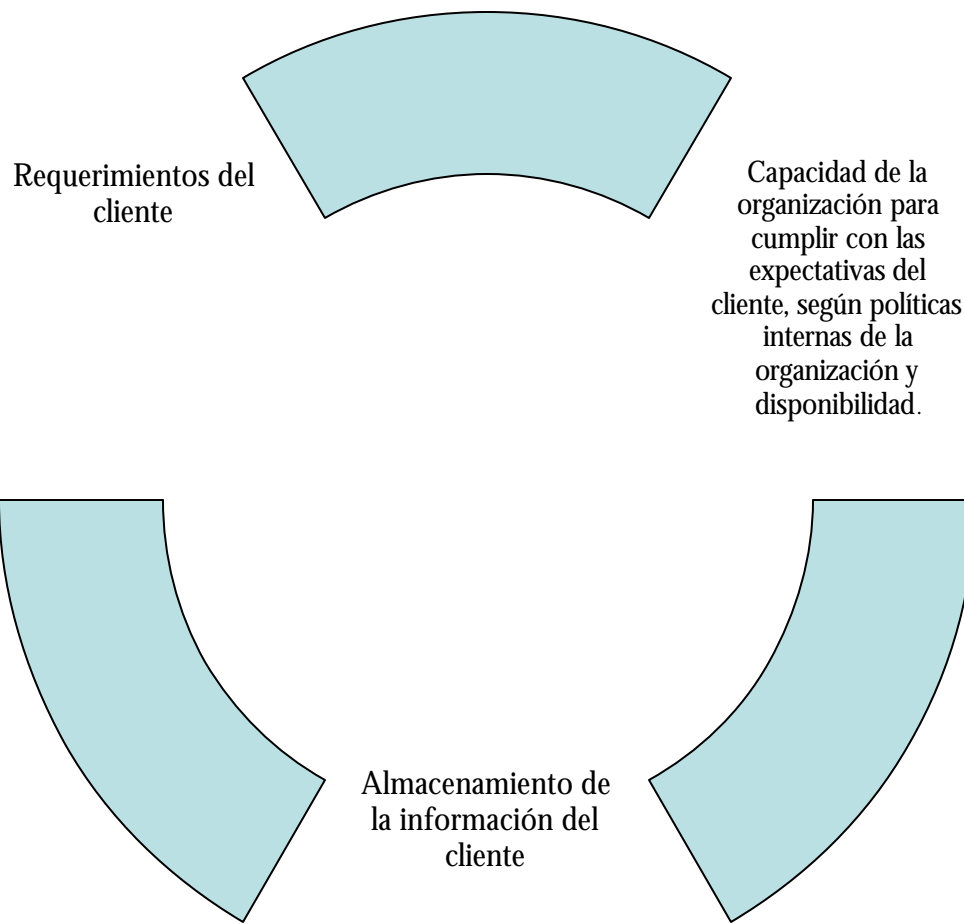 Requerimientos del
cliente
Capacidad de la
organización para
cumplir con las
expectativas del
cliente, según políticas
internas de la
organización y
disponibilidad.
Almacenamiento de
la información del
cliente